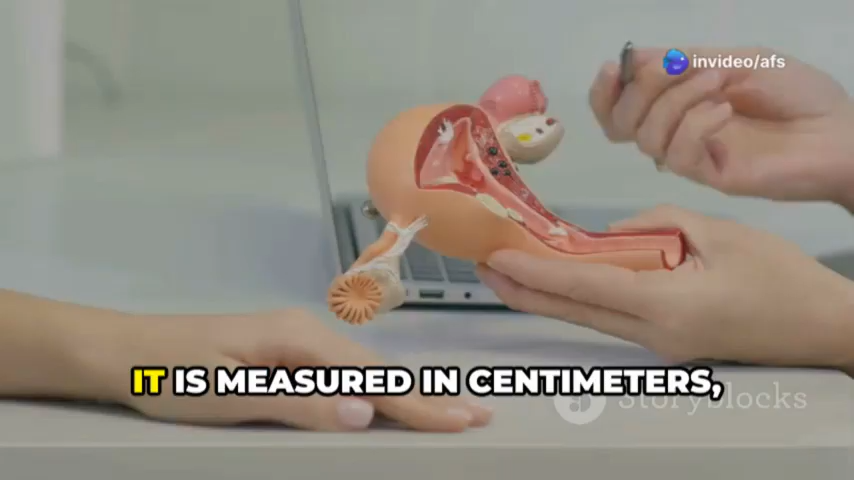 invideo/afs
IT IS MEASURED IN CENTIMETERS,
Storyblocks